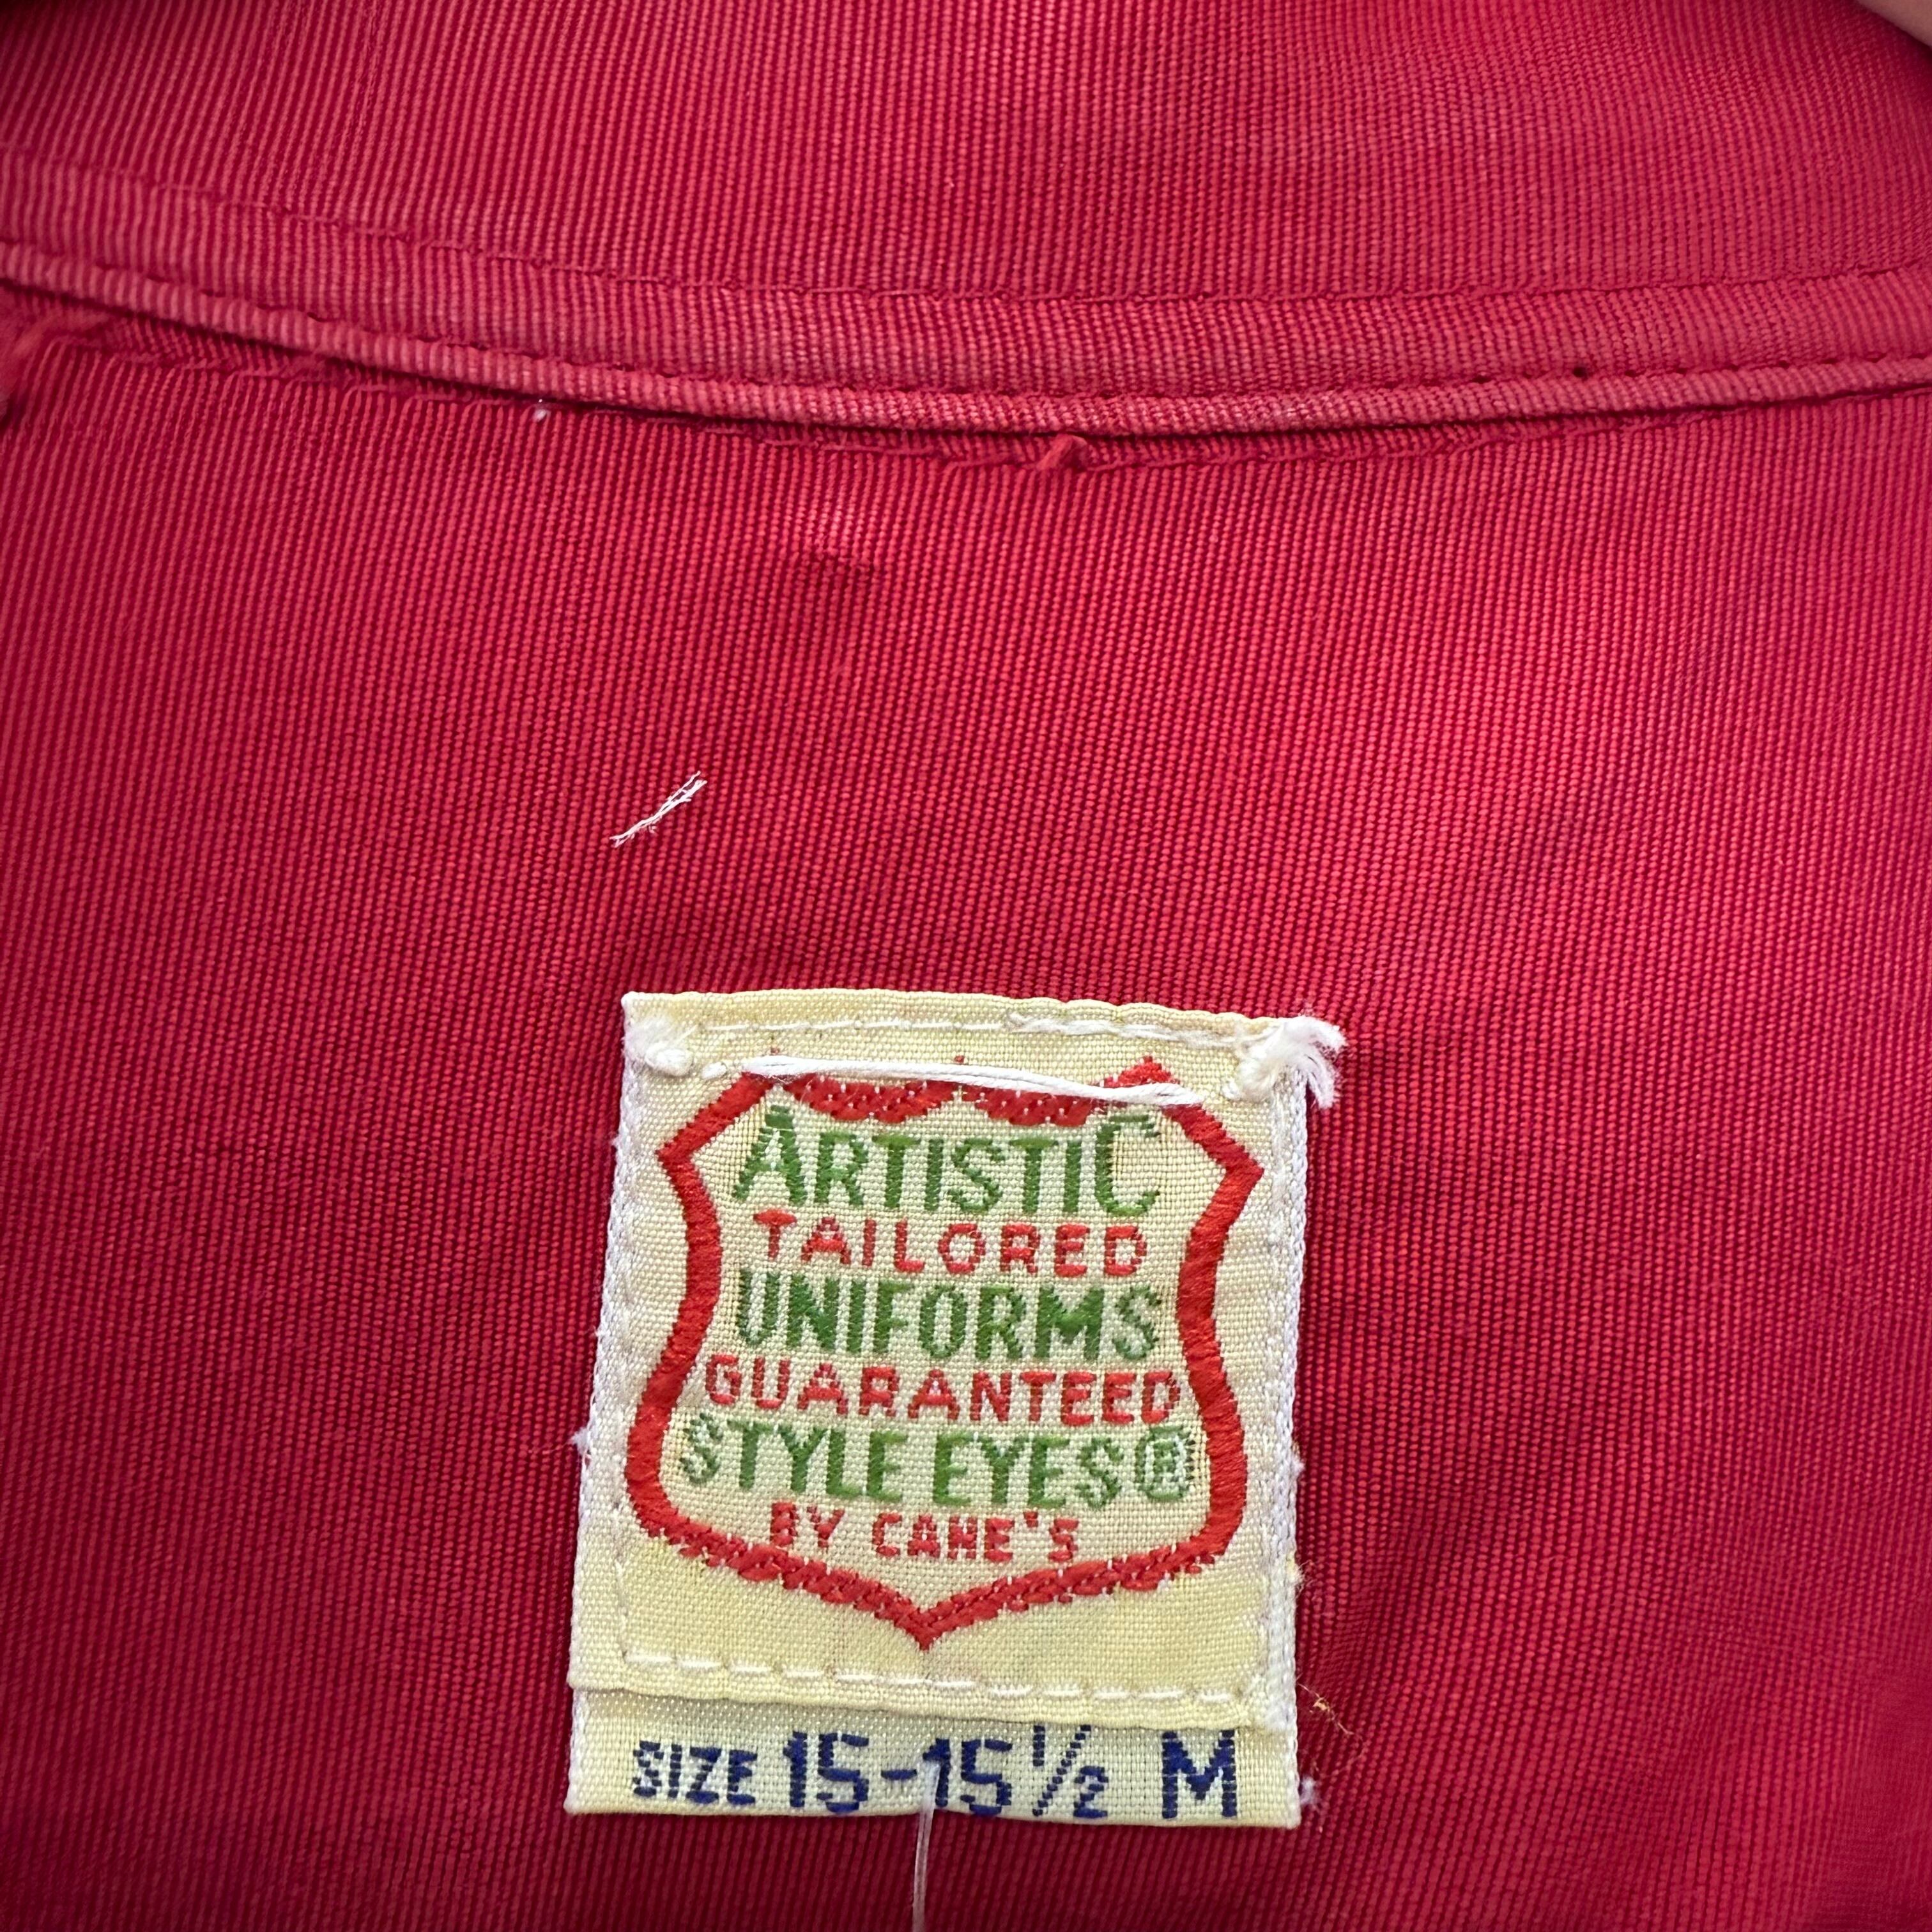 ARTISTIC
TAILORED
UNIFORMS
GUARANTEED
STYLE EYES®
BY CANE'S
SIZE 15-15½ M